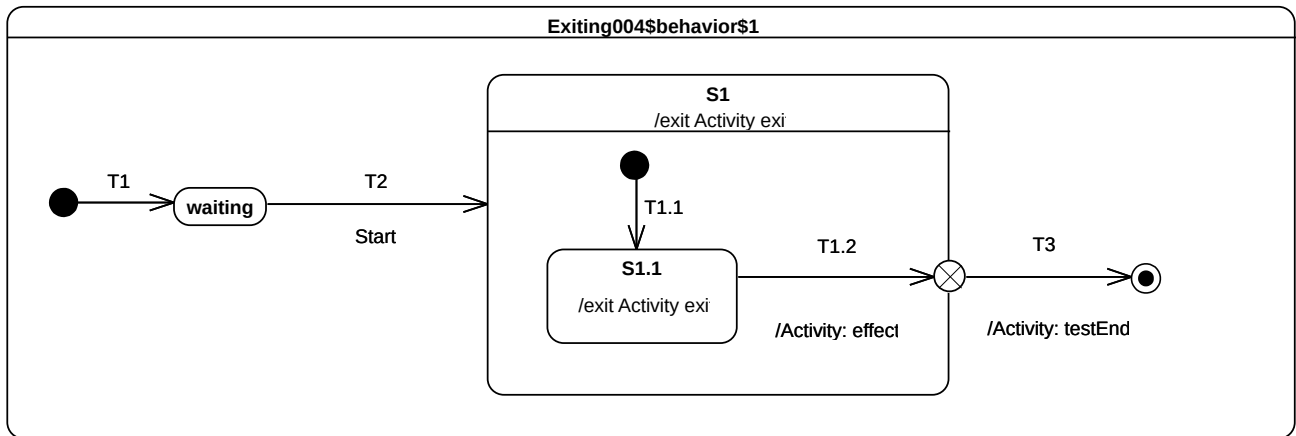 Exiting004$behavior$1
S1
/exit Activity exi
T1
T2
waiting
Start
T1.1
S1.1
/exit Activity exi
T1.2
T3
/Activity: effect
/Activity: testEnd